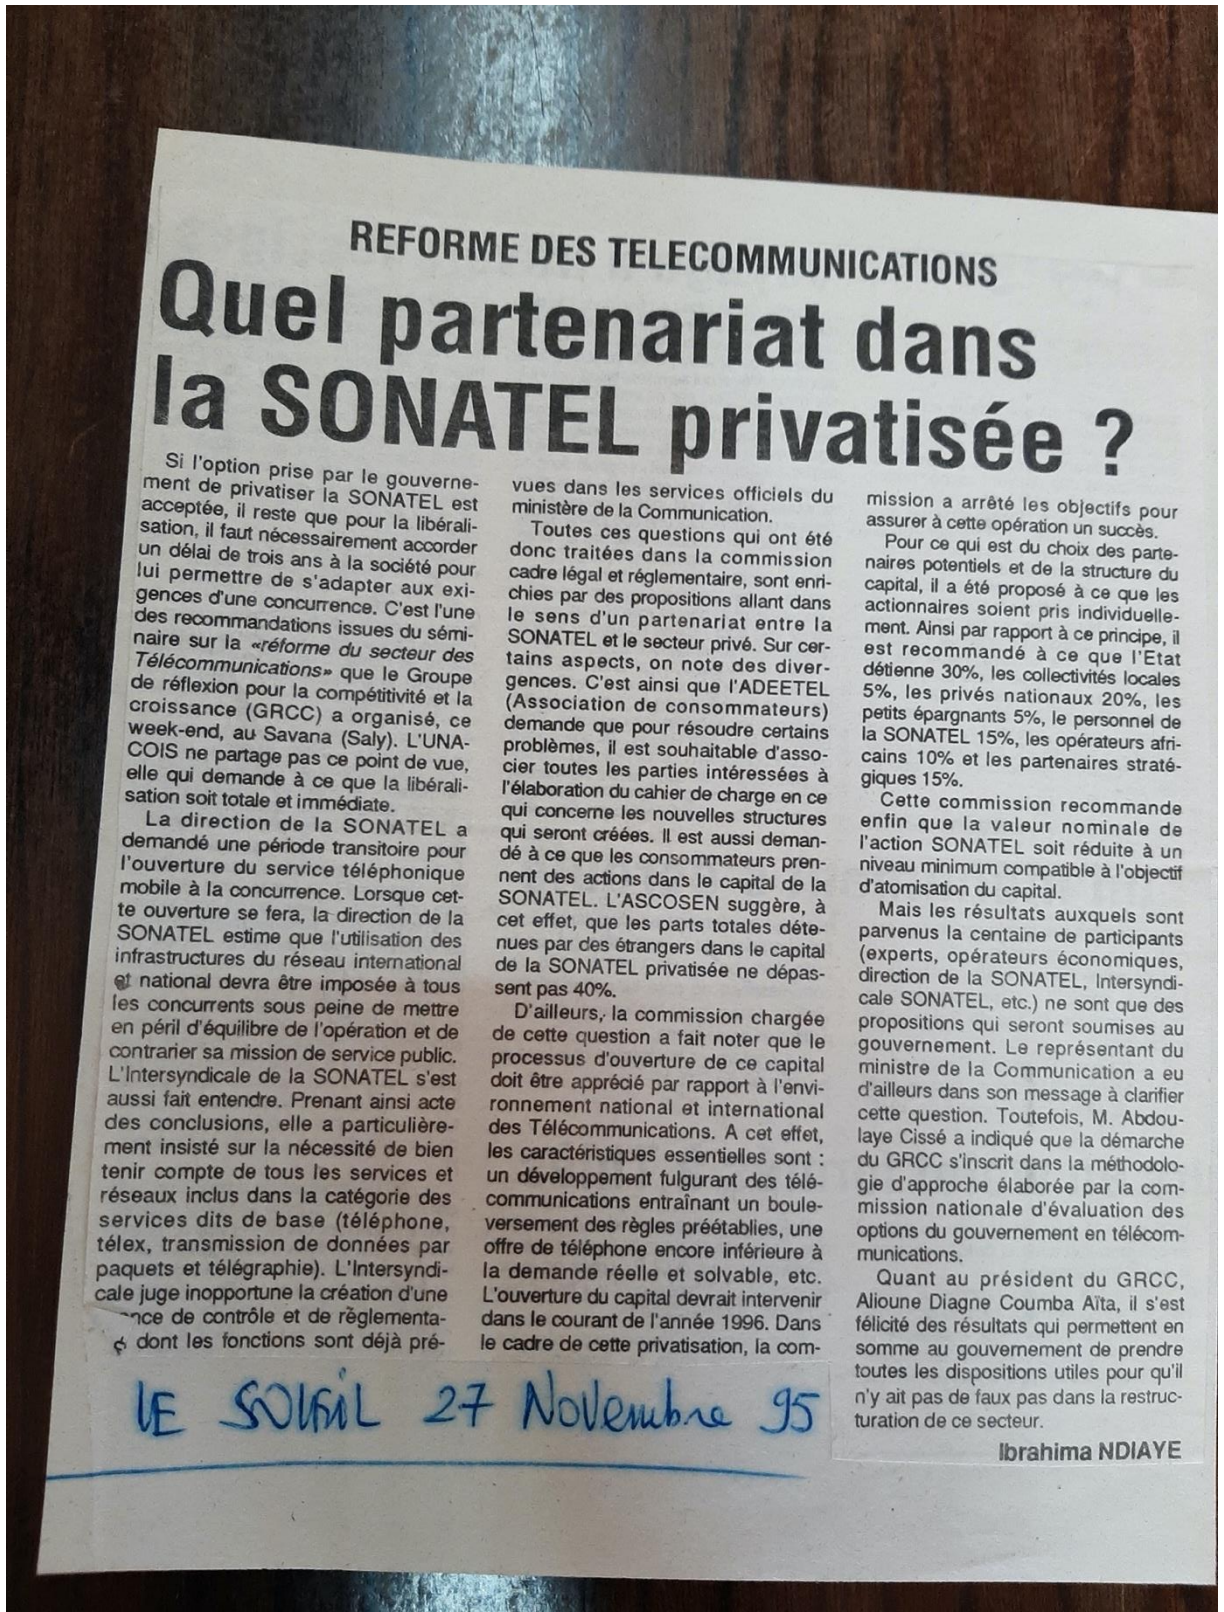 REFORME DES TELECOMMUNICATIONS
Quel partenariat dans
la SONATEL privatisée ?
Si l'option prise par le gouverne-
ment de privatiser la SONATEL est
acceptée, il reste que pour la libérali-
sation, il faut nécessairement accorder
un délai de trois ans à la société pour
lui permettre de s'adapter aux exi-
gences d'une concurrence. C'est l'une
des recommandations issues du sémi-
naire sur la «réforme du secteur des
Télécommunications» que le Groupe
de réflexion pour la compétitivité et la
croissance (GRCC) a organisé, ce
week-end, au Savana (Saly). L'UNA-
COIS ne partage pas ce point de vue,
elle qui demande à ce que la libérali-
sation soit totale et immédiate.
La direction de la SONATEL a
demandé une période transitoire pour
l'ouverture du service téléphonique
mobile à la concurrence. Lorsque cet-
te ouverture se fera, la direction de la
SONATEL estime que l'utilisation des
infrastructures du réseau international
et national devra être imposée à tous
les concurrents sous peine de mettre
en péril d'équilibre de l'opération et de
contrarier sa mission de service public.
L'Intersyndicale de la SONATEL s'est
aussi fait entendre. Prenant ainsi acte
des conclusions, elle a particulière-
ment insisté sur la nécessité de bien
tenir compte de tous les services et
réseaux inclus dans la catégorie des
services dits de base (téléphone,
télex, transmission de données par
paquets et télégraphie). L'Intersyndi-
cale juge inopportune la création d'une
nce de contrôle et de règlementa-
dont les fonctions sont déjà pré-
vues dans les services officiels du
ministère de la Communication.
Toutes ces questions qui ont été
donc traitées dans la commission
cadre légal et réglementaire, sont enri-
chies par des propositions allant dans
le sens d'un partenariat entre la
SONATEL et le secteur privé. Sur cer-
tains aspects, on note des diver-
gences. C'est ainsi que l'ADEETEL
(Association de consommateurs)
demande que pour résoudre certains
problèmes, il est souhaitable d'asso-
cier toutes les parties intéressées à
l'élaboration du cahier de charge en ce
qui concerne les nouvelles structures
qui seront créées. Il est aussi deman-
dé à ce que les consommateurs pren-
nent des actions dans le capital de la
SONATEL. L'ASCOSEN suggère, à
cet effet, que les parts totales déte-
nues par des étrangers dans le capital
de la SONATEL privatisée ne dépas-
sent pas 40%.
D'ailleurs, la commission chargée
de cette question a fait noter que le
processus d'ouverture de ce capital
doit être apprécié par rapport à l'envi-
ronnement national et international
des Télécommunications. A cet effet,
les caractéristiques essentielles sont :
un développement fulgurant des télé-
communications entraînant un boule-
versement des règles préétablies, une
offre de téléphone encore inférieure à
la demande réelle et solvable, etc.
L'ouverture du capital devrait intervenir
dans le courant de l'année 1996. Dans
le cadre de cette privatisation, la com-
mission a arrêté les objectifs pour
assurer à cette opération un succès.
Pour ce qui est du choix des parte-
naires potentiels et de la structure du
capital, il a été proposé à ce que les
actionnaires soient pris individuelle-
ment. Ainsi par rapport à ce principe, il
est recommandé à ce que l'Etat
détienne 30%, les collectivités locales
5%, les privés nationaux 20%, les
petits épargnants 5%, le personnel de
la SONATEL 15%, les opérateurs afri-
cains 10% et les partenaires straté-
giques 15%.
Cette commission recommande
enfin que la valeur nominale de
l'action SONATEL soit réduite à un
niveau minimum compatible à l'objectif
d'atomisation du capital.
Mais les résultats auxquels sont
parvenus la centaine de participants
(experts, opérateurs économiques,
direction de la SONATEL, Intersyndi-
cale SONATEL, etc.) ne sont que des
propositions qui seront soumises au
gouvernement. Le représentant du
ministre de la Communication a eu
d'ailleurs dans son message à clarifier
cette question. Toutefois, M. Abdou-
laye Cissé a indiqué que la démarche
du GRCC s'inscrit dans la méthodolo-
gie d'approche élaborée par la com-
mission nationale d'évaluation des
options du gouvernement en télécom-
munications.
Quant au président du GRCC,
Alioune Diagne Coumba Aïta, il s'est
félicité des résultats qui permettent en
somme au gouvernement de prendre
toutes les dispositions utiles pour qu'il
n'y ait pas de faux pas dans la restruc-
turation de ce secteur.
Ibrahima NDIAYE
LE SOLEIL 27 Novembre 95